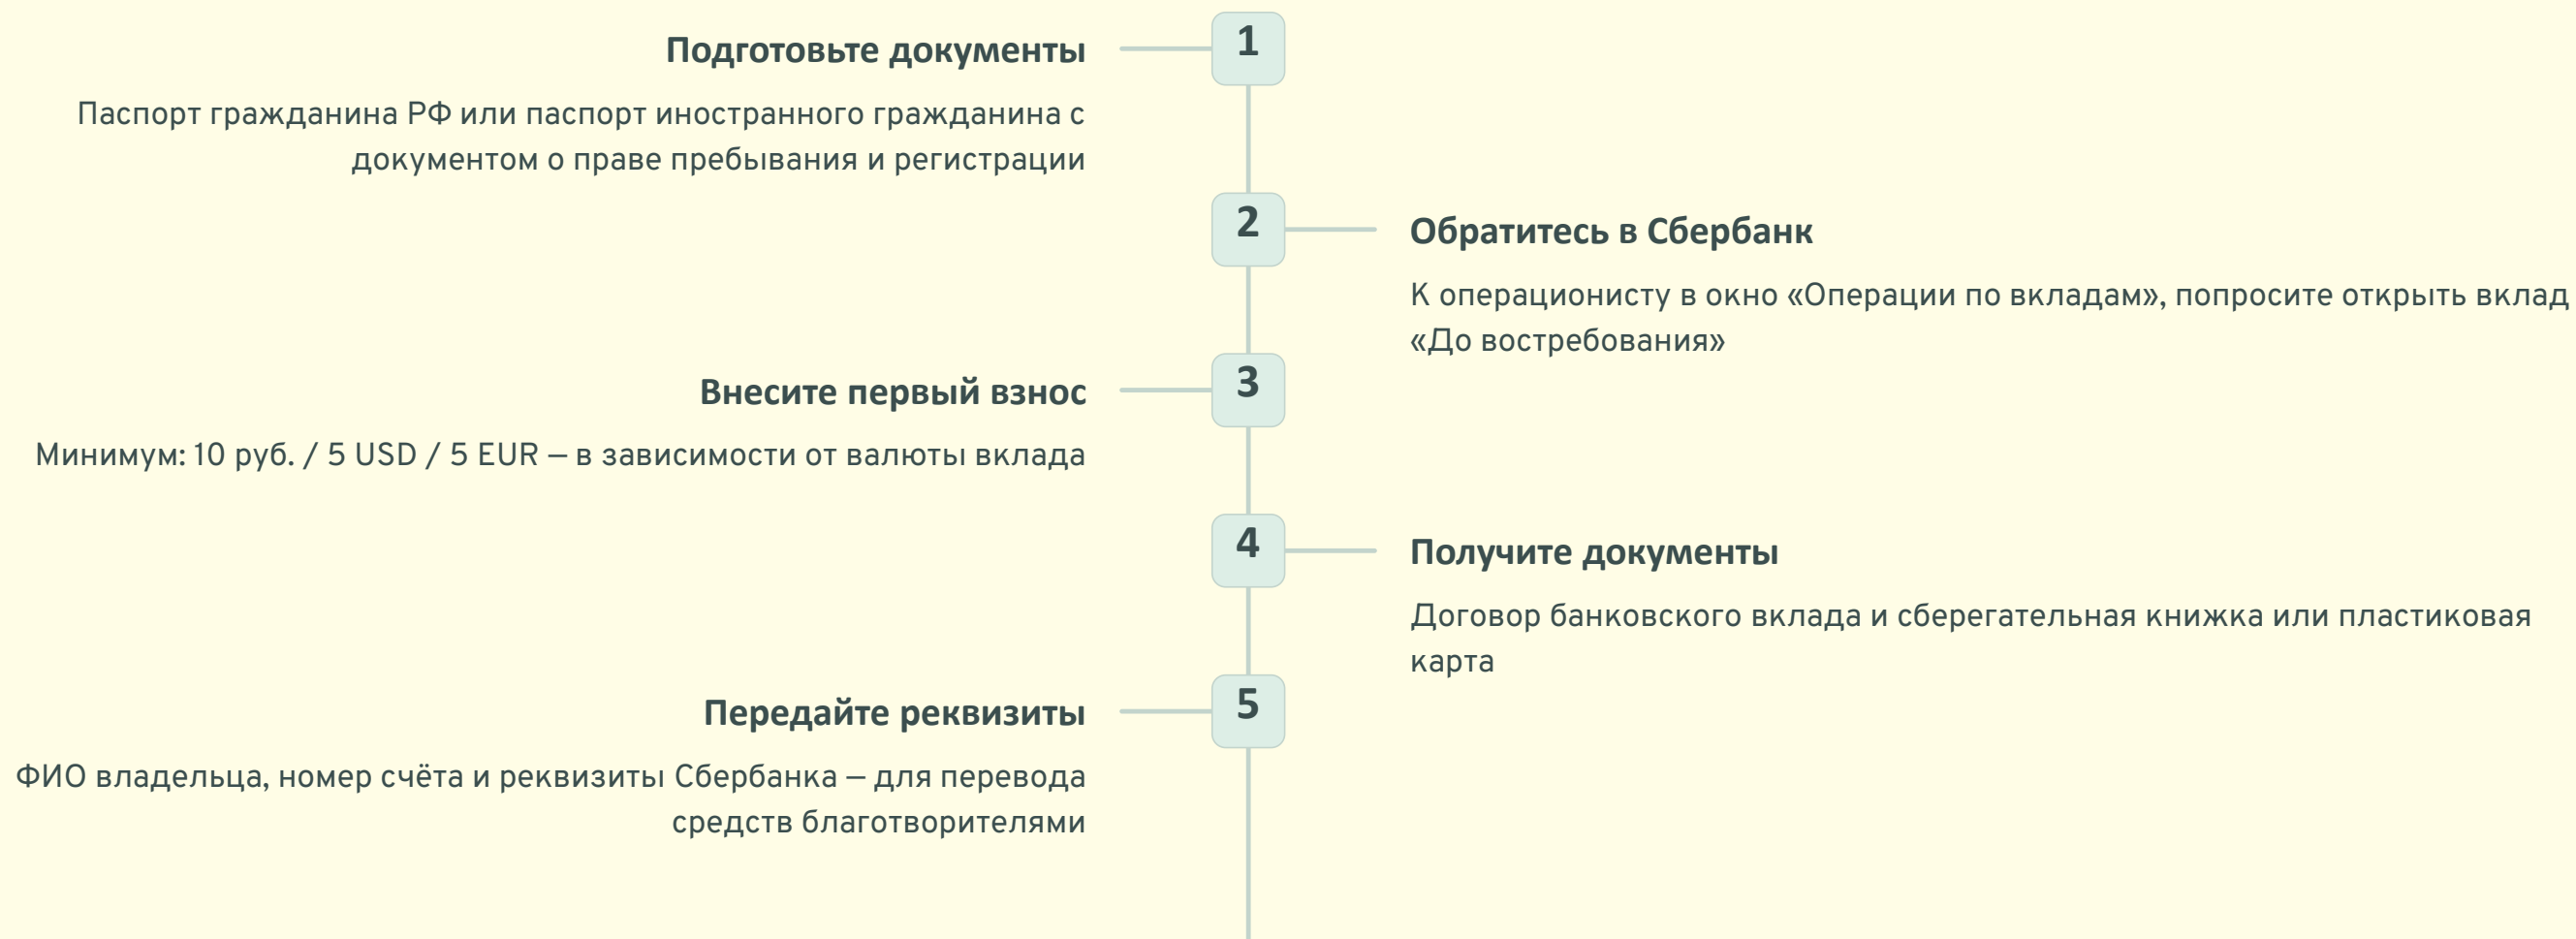 1
Подготовьте документы
Паспорт гражданина РФ или паспорт иностранного гражданина с
документом о праве пребывания и регистрации
2
Обратитесь в Сбербанк
К операционисту в окно «Операции по вкладам», попросите открыть вклад
«До востребования»
3
Внесите первый взнос
Минимум: 10 руб. / 5 USD / 5 EUR — в зависимости от валюты вклада
4
Получите документы
Договор банковского вклада и сберегательная книжка или пластиковая
карта
5
Передайте реквизиты
ФИО владельца, номер счёта и реквизиты Сбербанка — для перевода
средств благотворителями